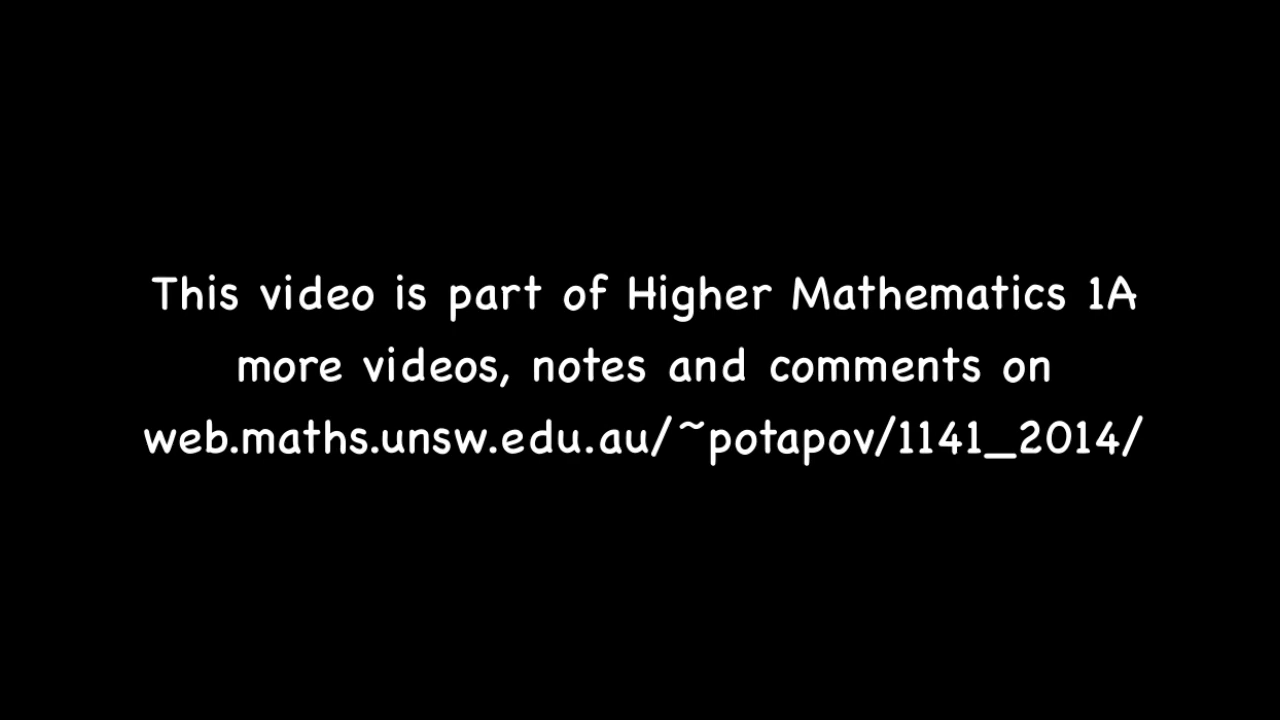 This video is part of Higher Mathematics 1A
more videos, notes and comments on
web.maths.unsw.edu.au/~potapov/1141_2014/